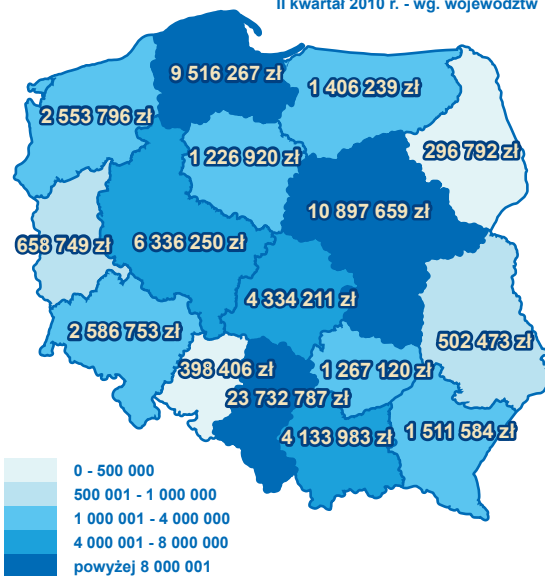 II kwartał 2010 r. - wg. województw
9 516 267 zł
1 406 239 zł
2 553 796 zł
1 226 920 zł
296 792 zł
10 897 659 zł
658 749 zł
6 336 250 zł
4 334 211 zł
2 586 753 zł
502 473 zł
398 406 zł
1 267 120 zł
23 732 787 zł
4 133 983 zł
1 511 584 zł
0 - 500 000
500 001 - 1 000 000
1 000 001 - 4 000 000
4 000 001 - 8 000 000
powyżej 8 000 001